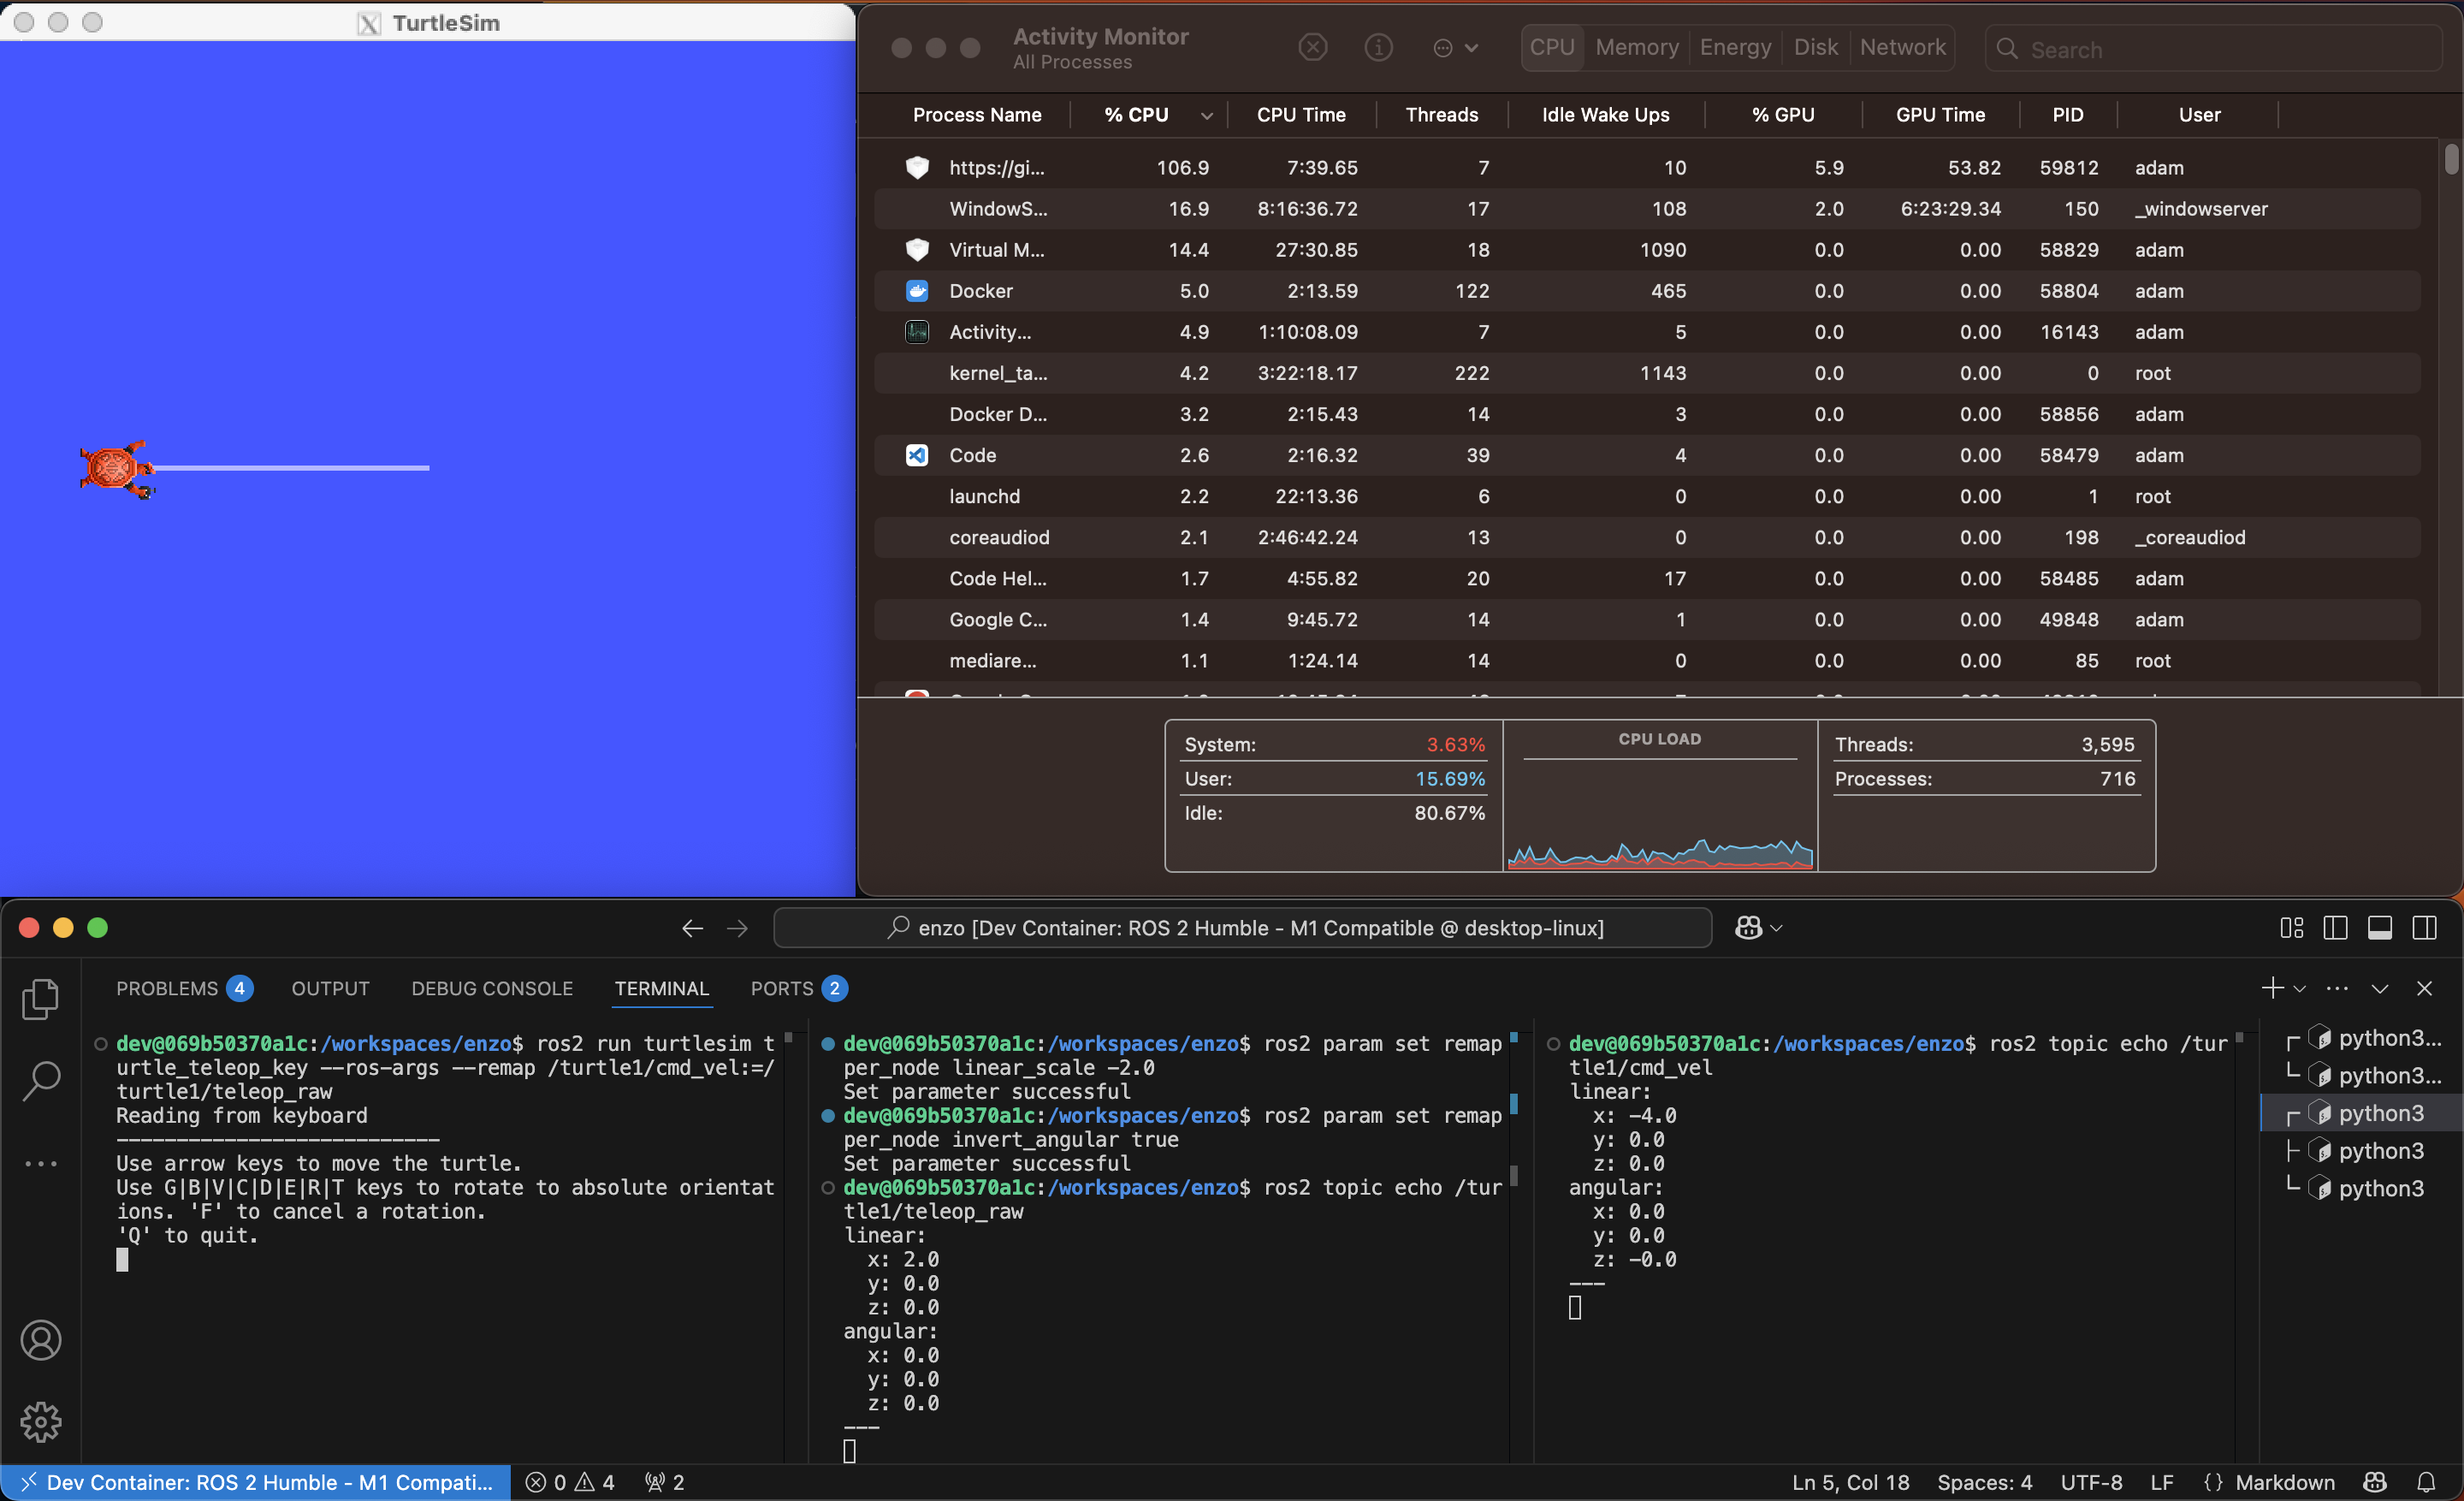 TurtleSim
Activity Monitor
All Processes
CPU Memory Energy Disk Network
Search
Process Name % CPU CPU Time Threads Idle Wake Ups % GPU GPU Time PID User
https://gi... 106.9 7:39.65 7 10 5.9 53.82 59812 adam
WindowS... 16.9 8:16:36.72 17 108 2.0 6:23:29.34 150 _windowserver
Virtual M... 14.4 27:30.85 18 1090 0.0 0.00 58829 adam
Docker 5.0 2:13.59 122 465 0.0 0.00 58804 adam
Activity... 4.9 1:10:08.09 7 5 0.0 0.00 16143 adam
kernel_ta... 4.2 3:22:18.17 222 1143 0.0 0.00 0 root
Docker D... 3.2 2:15.43 14 3 0.0 0.00 58856 adam
Code 2.6 2:16.32 39 4 0.0 0.00 58479 adam
launchd 2.2 22:13.36 6 0 0.0 0.00 1 root
coreaudiod 2.1 2:46:42.24 13 0 0.0 0.00 198 _coreaudiod
Code Hel... 1.7 4:55.82 20 17 0.0 0.00 58485 adam
Google C... 1.4 9:45.72 14 1 0.0 0.00 49848 adam
mediare... 1.1 1:24.14 14 0 0.0 0.00 85 root
System: 3.63%
User: 15.69%
Idle: 80.67%
CPU LOAD
Threads: 3,595
Processes: 716
enzo [Dev Container: ROS 2 Humble - M1 Compatible @ desktop-linux]
PROBLEMS 4 OUTPUT DEBUG CONSOLE TERMINAL PORTS 2
dev@069b50370a1c:/workspaces/enzo$ ros2 run turtlesim t
urtle_teleop_key --ros-args --remap /turtle1/cmd_vel:=/
turtle1/teleop_raw
Reading from keyboard
---------------------------
Use arrow keys to move the turtle.
Use G|B|V|C|D|E|R|T keys to rotate to absolute orientat
ions. 'F' to cancel a rotation.
'Q' to quit.
dev@069b50370a1c:/workspaces/enzo$ ros2 param set remap
per_node linear_scale -2.0
Set parameter successful
dev@069b50370a1c:/workspaces/enzo$ ros2 param set remap
per_node invert_angular true
Set parameter successful
dev@069b50370a1c:/workspaces/enzo$ ros2 topic echo /tur
tle1/teleop_raw
linear:
x: 2.0
y: 0.0
z: 0.0
angular:
x: 0.0
y: 0.0
z: 0.0
---
dev@069b50370a1c:/workspaces/enzo$ ros2 topic echo /tur
tle1/cmd_vel
linear:
x: -4.0
y: 0.0
z: 0.0
angular:
x: 0.0
y: 0.0
z: -0.0
---
python3...
python3...
python3
python3
python3
Dev Container: ROS 2 Humble - M1 Compati... 0 4 2
Ln 5, Col 18 Spaces: 4 UTF-8 LF {} Markdown